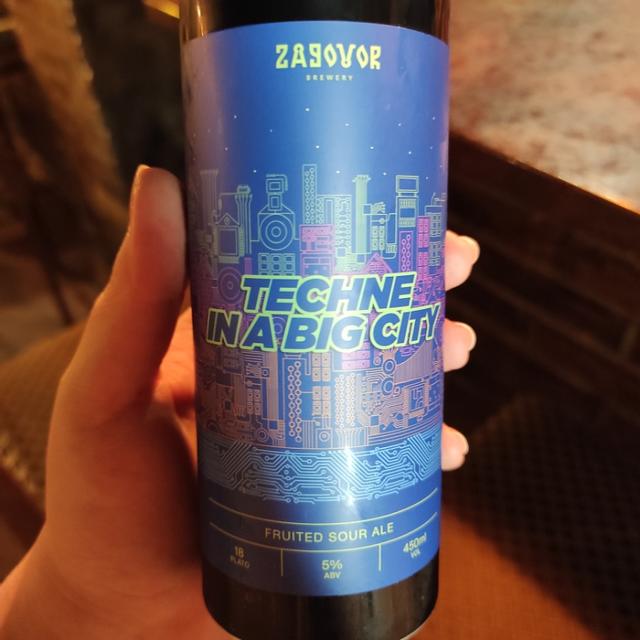 ZAGOVOR
BREWERY
TECHNE
IN A BIG CITY
FRUITED SOUR ALE
18
PLATO
5%
ABV
450ml
VOL